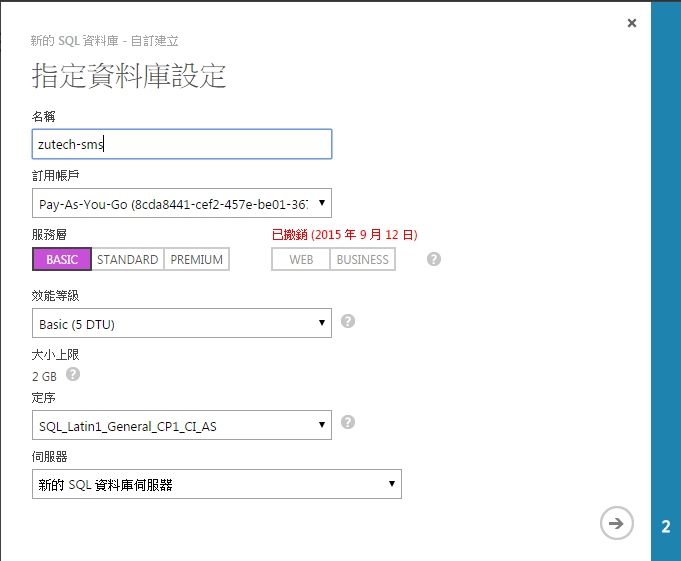 新的 SQL 資料庫 - 自訂建立
指定資料庫設定
名稱
zutech-sms
訂用帳戶
Pay-As-You-Go (8cda8441-cef2-457e-be01-367
服務層
已撤銷 (2015 年 9 月 12 日)
BASIC STANDARD PREMIUM
WEB BUSINESS
效能等級
Basic (5 DTU)
大小上限
2 GB
定序
SQL_Latin1_General_CP1_CI_AS
伺服器
新的 SQL 資料庫伺服器
2